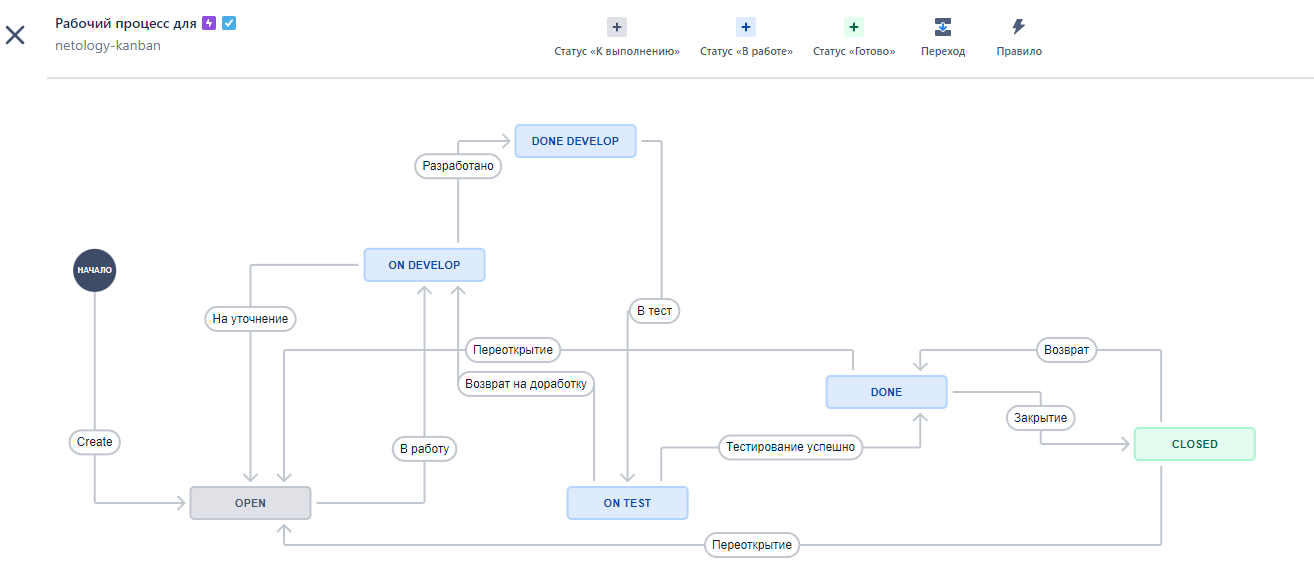 Рабочий процесс для
netology-kanban
Статус «К выполнению»
Статус «В работе»
Статус «Готово»
Переход
Правило
DONE DEVELOP
Разработано
ON DEVELOP
НАЧАЛО
На уточнение
В тест
Переоткрытие
Возврат
Возврат на доработку
DONE
Закрытие
Create
В работу
Тестирование успешно
CLOSED
OPEN
ON TEST
Переоткрытие